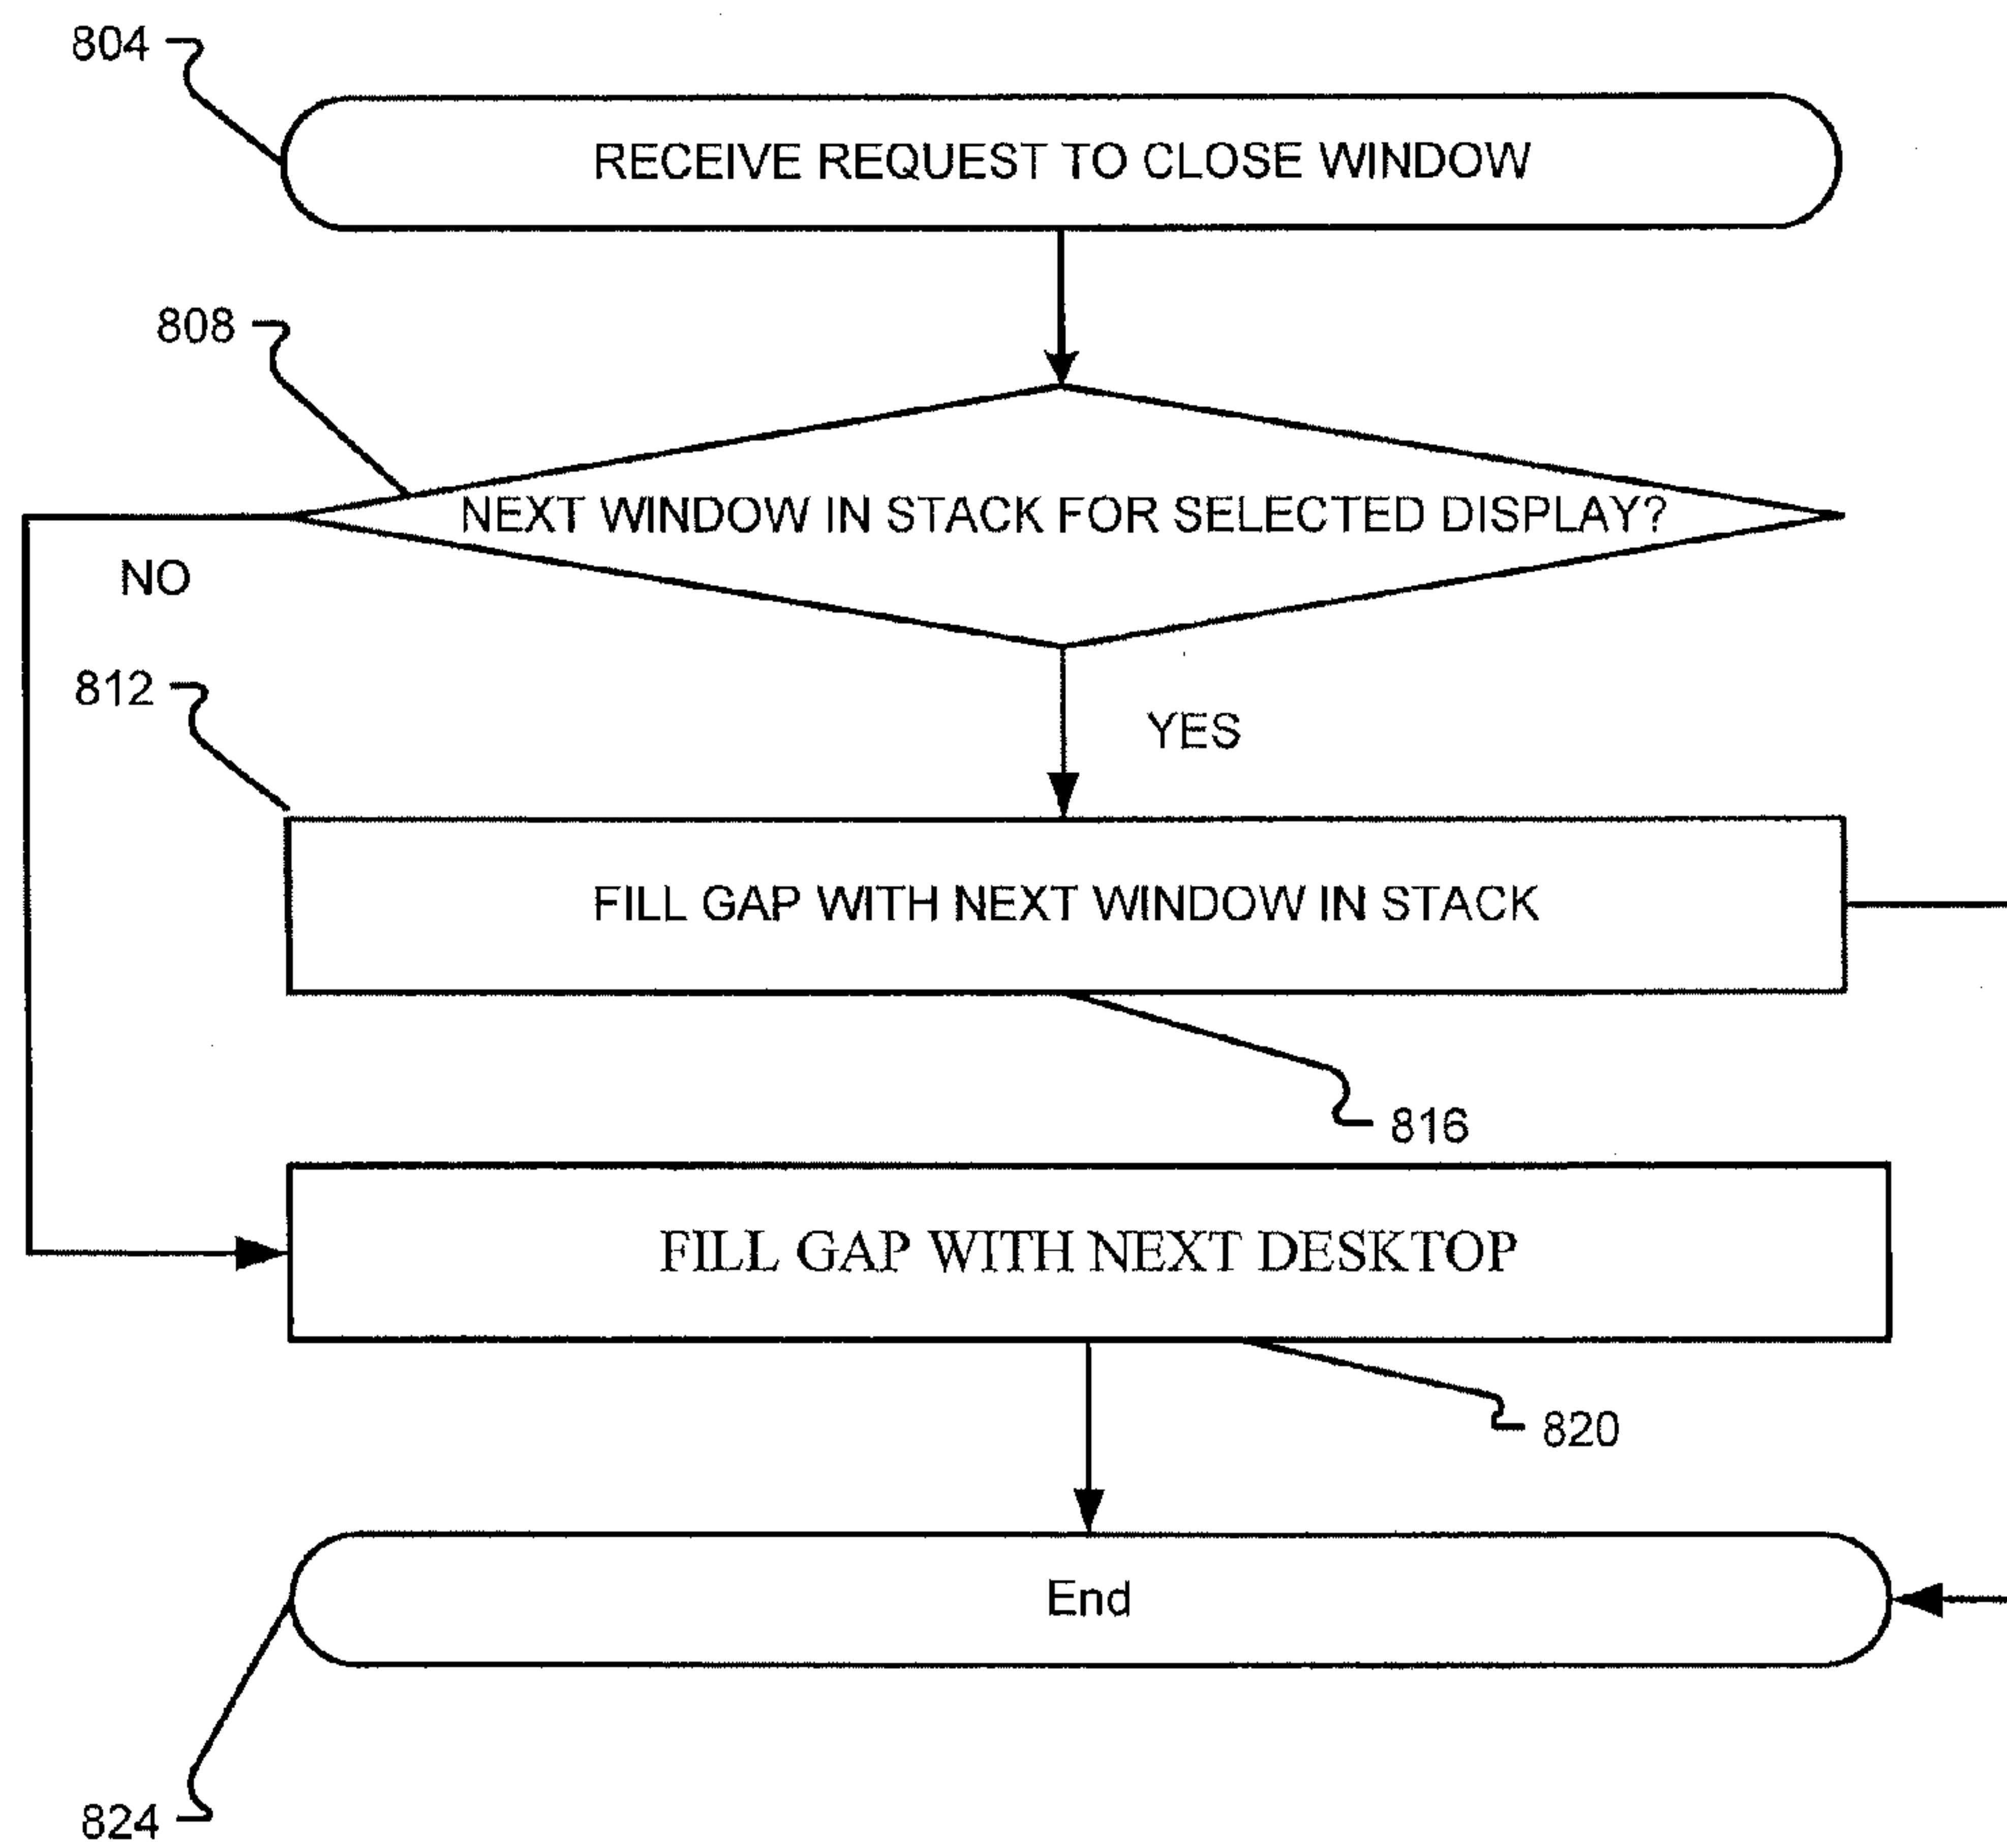 804
RECEIVE REQUEST TO CLOSE WINDOW
808
NEXT WINDOW IN STACK FOR SELECTED DISPLAY?
NO
812
YES
FILL GAP WITH NEXT WINDOW IN STACK
816
FILL GAP WITH NEXT DESKTOP
820
End
824